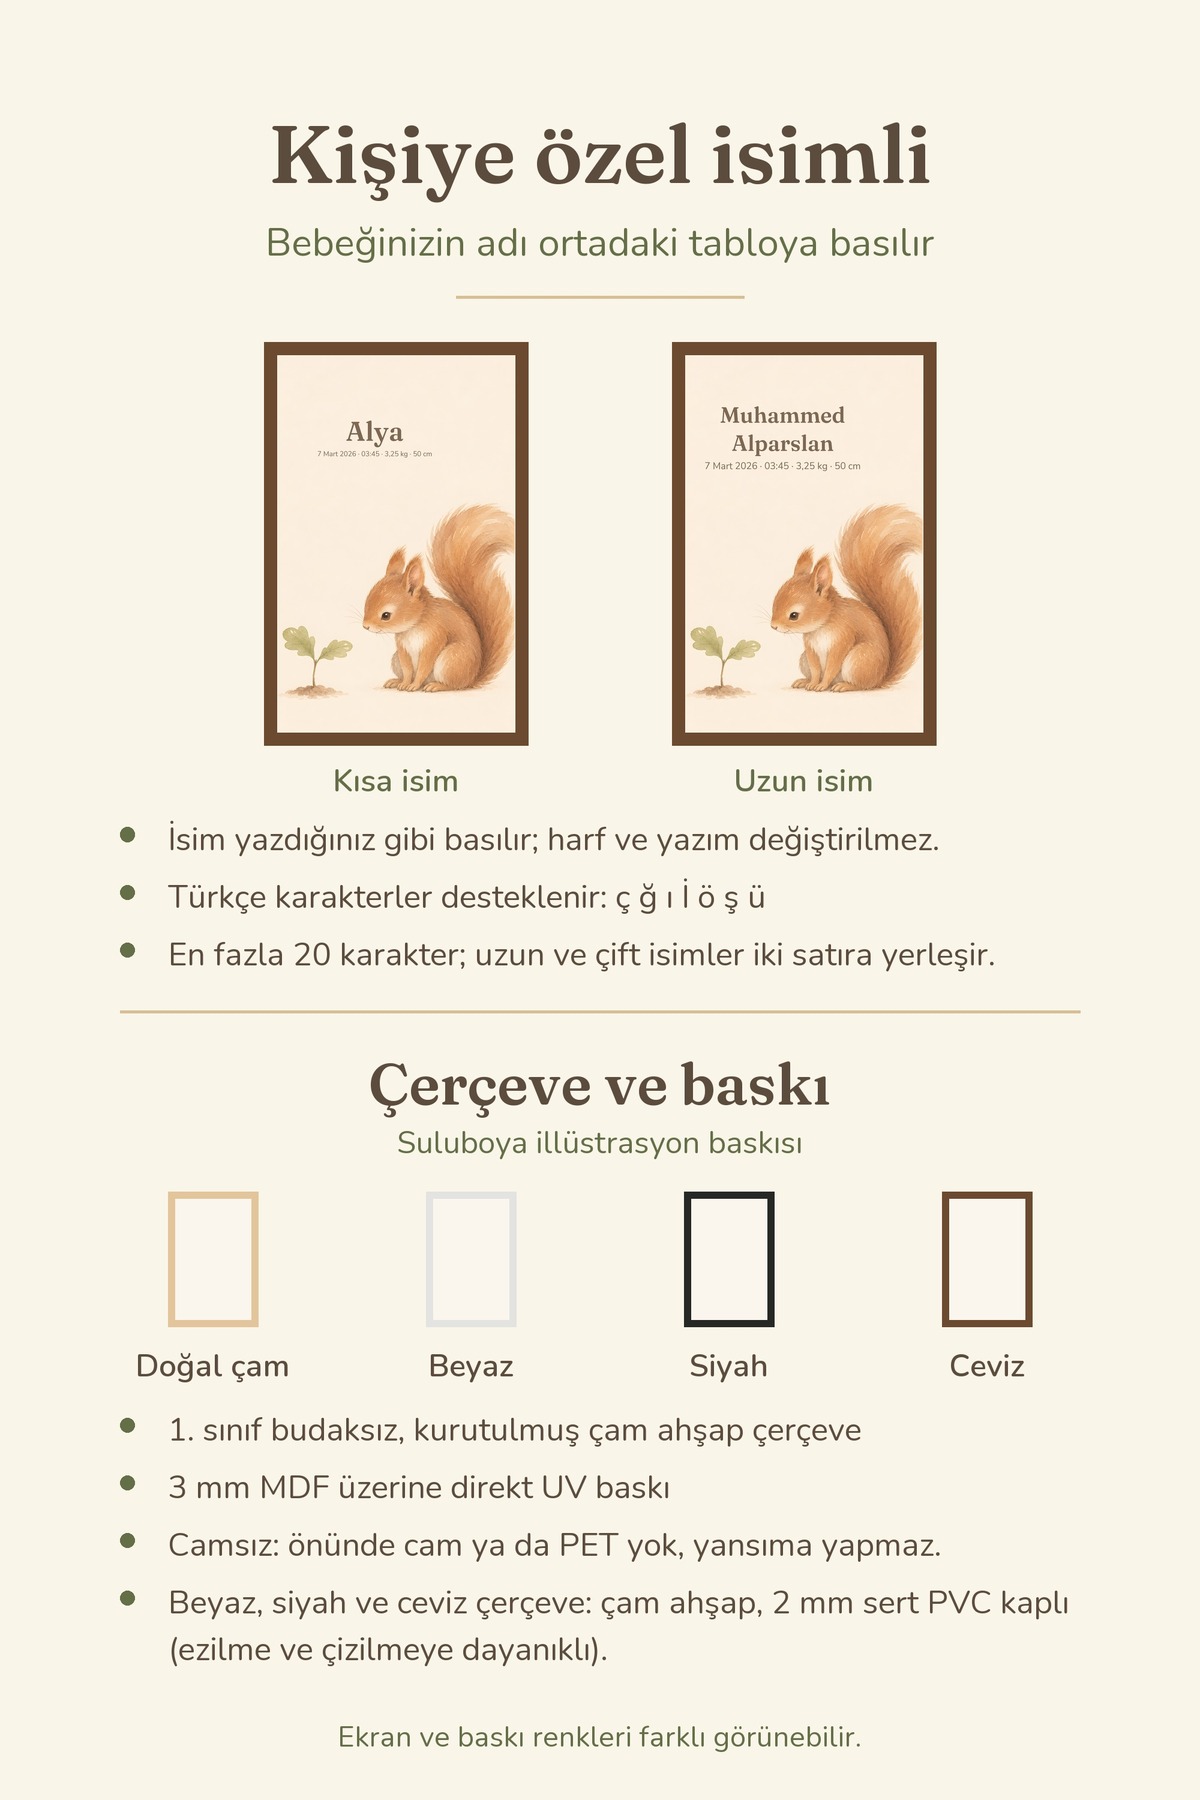 Kişiye özel isimli
Bebeğinizin adı ortadaki tabloya basılır
Alya
7 Mart 2026 · 03:45 · 3,25 kg · 50 cm
Muhammed
Alparslan
7 Mart 2026 · 03:45 · 3,25 kg · 50 cm
Kısa isim
Uzun isim
İsim yazdığınız gibi basılır; harf ve yazım değiştirilmez.
Türkçe karakterler desteklenir: ç ğ ı İ ö ş ü
En fazla 20 karakter; uzun ve çift isimler iki satıra yerleşir.
Çerçeve ve baskı
Suluboya illüstrasyon baskısı
Doğal çam
Beyaz
Siyah
Ceviz
1. sınıf budaksız, kurutulmuş çam ahşap çerçeve
3 mm MDF üzerine direkt UV baskı
Camsız: önünde cam ya da PET yok, yansıma yapmaz.
Beyaz, siyah ve ceviz çerçeve: çam ahşap, 2 mm sert PVC kaplı
(ezilme ve çizilmeye dayanıklı).
Ekran ve baskı renkleri farklı görünebilir.